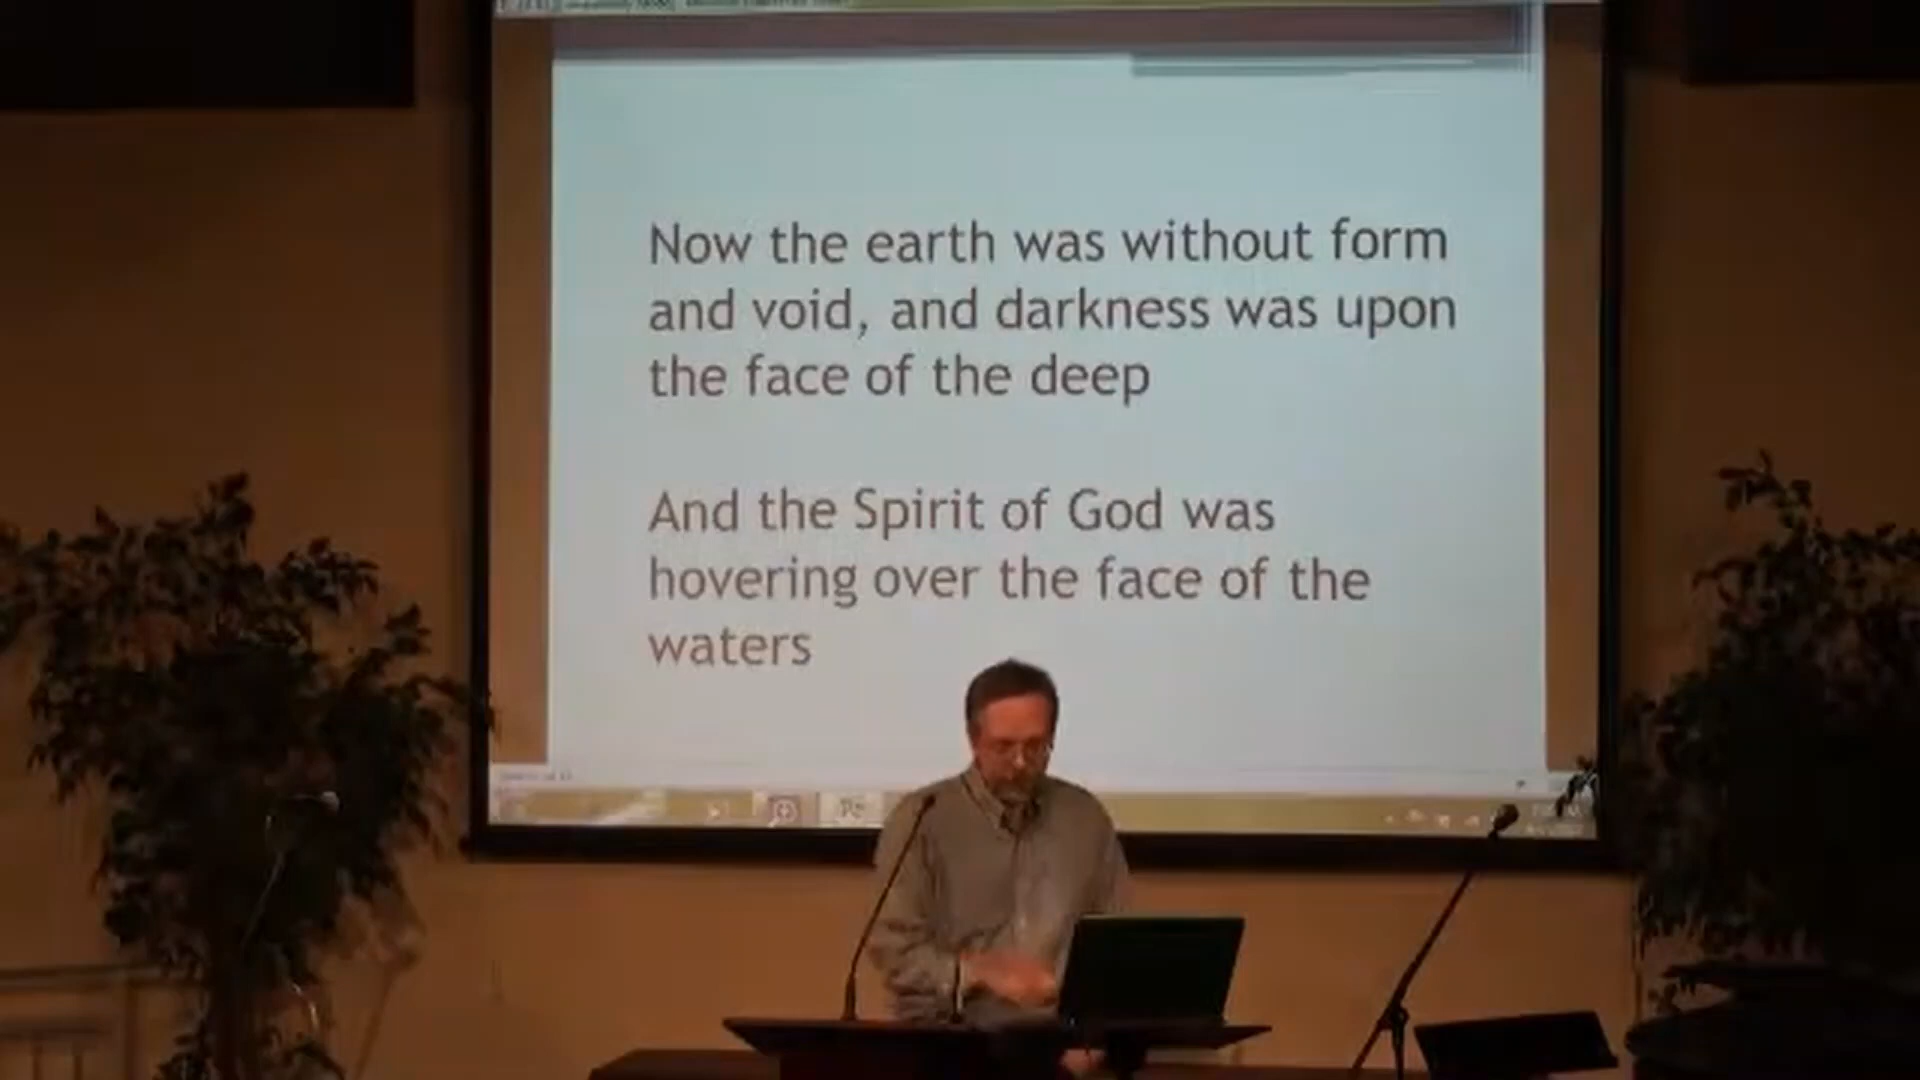 Now the earth was without form
and void, and darkness was upon
the face of the deep
And the Spirit of God was
hovering over the face of the
waters